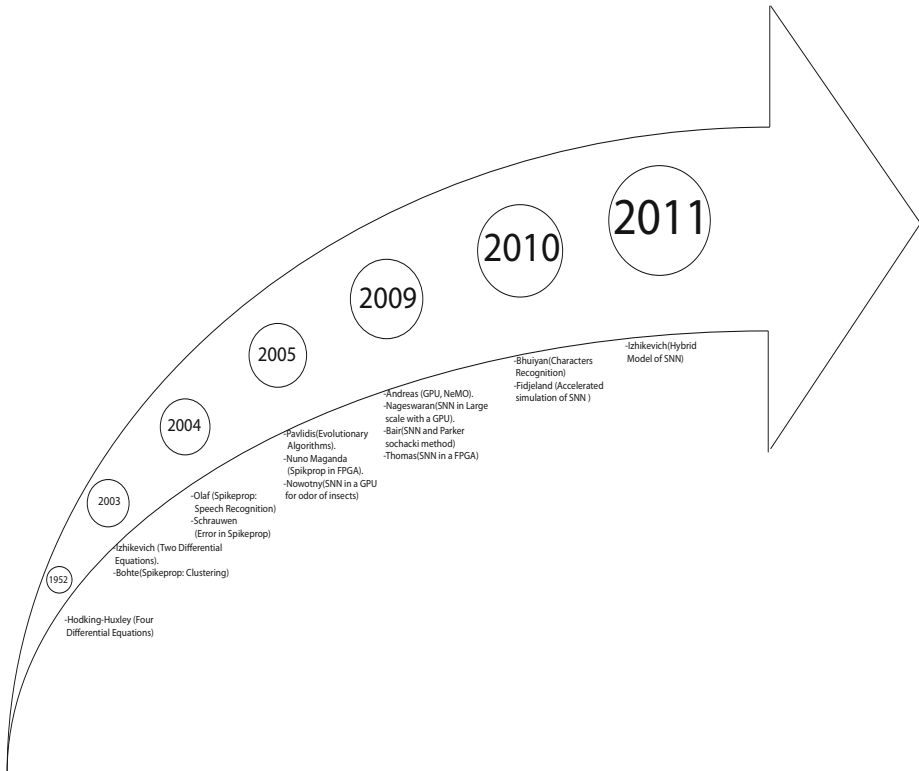 2011
2010
2009
2005
2004
2003
1952
-Izhikevich(Hybrid
Model of SNN)
-Bhuiyan(Characters
Recognition)
-Fidjeland (Accelerated
simulation of SNN )
-Andreas (GPU, NeMO).
-Nageswaran(SNN in Large
scale with a GPU).
-Bair(SNN and Parker
sochacki method)
-Thomas(SNN in a FPGA)
-Pavlidis(Evolutionary
Algorithms).
-Nuno Maganda
(Spikprop in FPGA).
-Nowotny(SNN in a GPU
for odor of insects)
-Olaf (Spikeprop:
Speech Recognition)
-Schrauwen
(Error in Spikeprop)
-Izhikevich (Two Differential
Equations).
-Bohte(Spikeprop: Clustering)
-Hodking-Huxley (Four
Differential Equations)